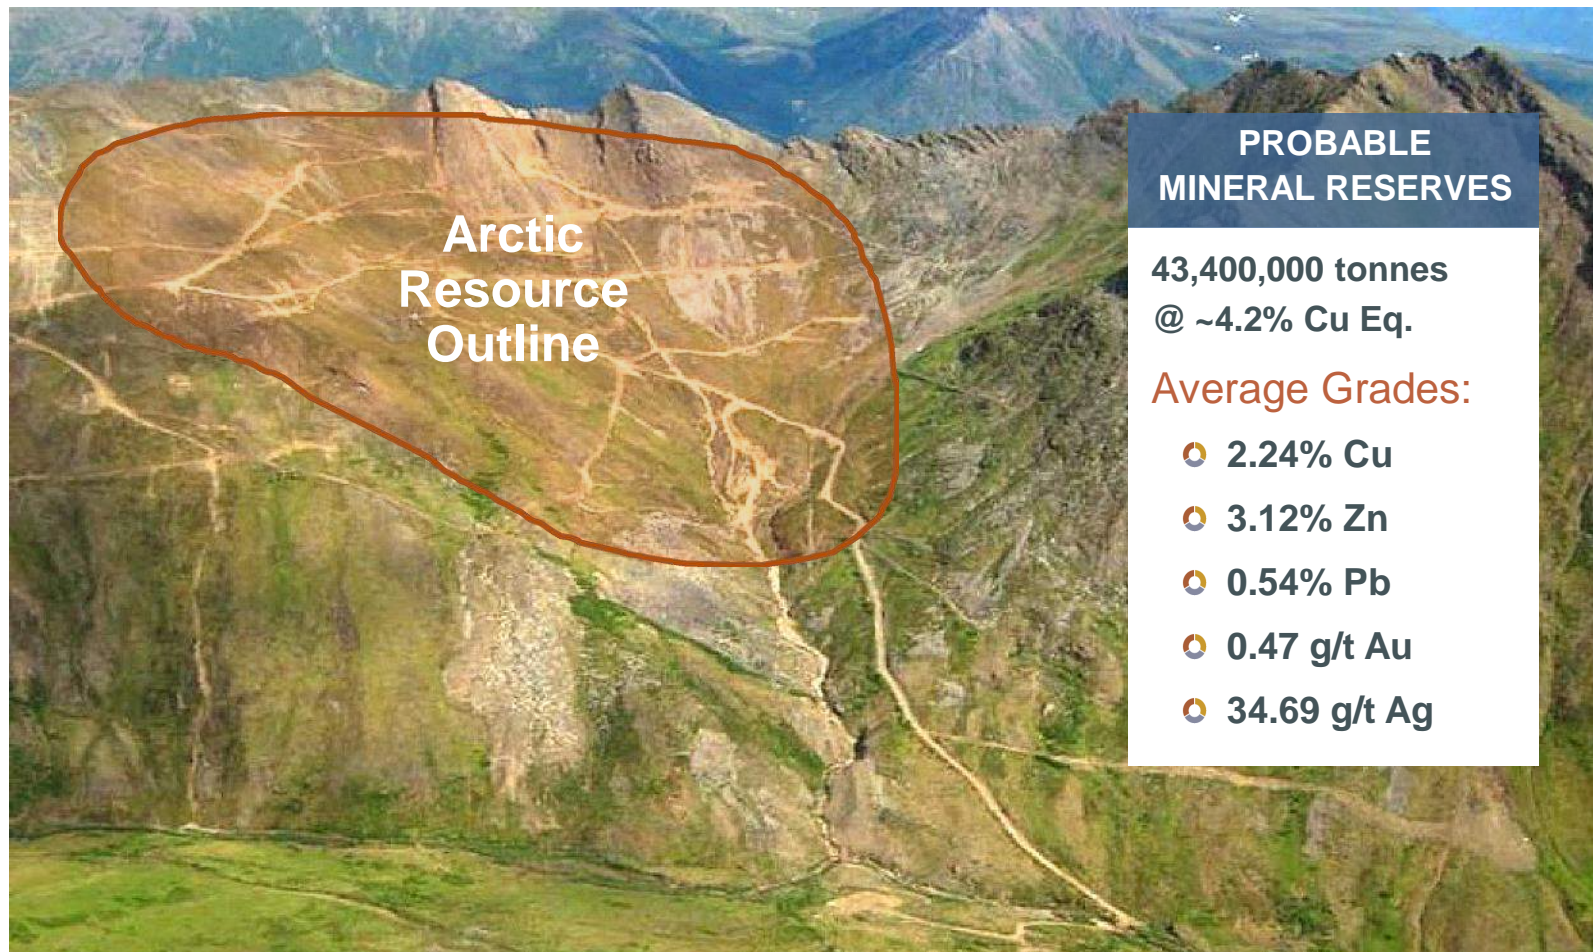 Arctic
Resource
Outline
PROBABLE
MINERAL RESERVES
43,400,000 tonnes
@ ~4.2% Cu Eq.
Average Grades:
2.24% Cu
3.12% Zn
0.54% Pb
0.47 g/t Au
34.69 g/t Ag